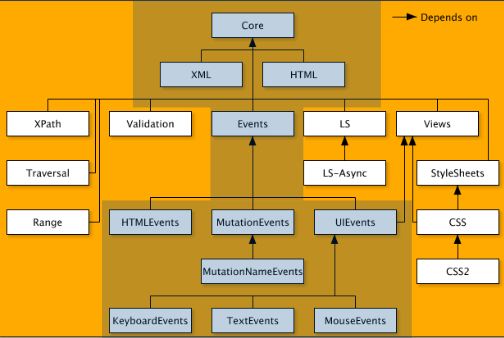 Core
Depends on
XML
HTML
XPath
Validation
Events
LS
Views
Traversal
LS-Async
StyleSheets
Range
HTMLEvents
MutationEvents
UIEvents
CSS
MutationNameEvents
CSS2
KeyboardEvents
TextEvents
MouseEvents